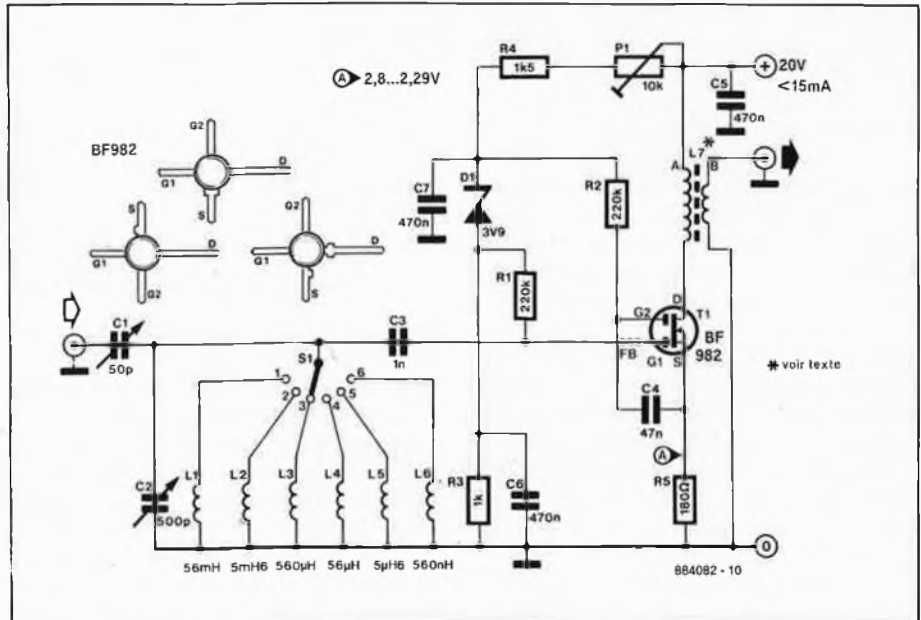 R4
1k5
P1
10k
+
20V
<15mA
C5
470n
A 2,8...2,29V
BF982
G2
G1
D
S
S
G1
D
G2
G2
G1
D
S
C7
470n
D1
3V9
R2
220k
R1
220k
L7*
A
B
C1
50p
C3
1n
S1
1
2
3
4
5
6
G2
D
T1
BF
982
FB
G1
S
* voir texte
C4
47n
A
C2
500p
L1
L2
L3
L4
L5
L6
R3
1k
C6
470n
R5
180Ω
0
56mH
5mH6
560µH
56µH
5µH6
560nH
884082 - 10